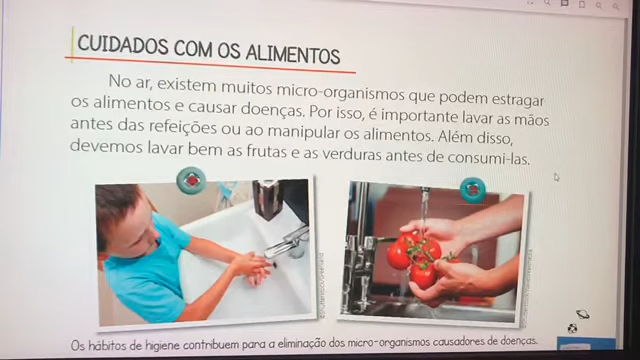 CUIDADOS COM OS ALIMENTOS
No ar, existem muitos micro-organismos que podem estragar
os alimentos e causar doenças. Por isso, é importante lavar as mãos
antes das refeições ou ao manipular os alimentos. Além disso,
devemos lavar bem as frutas e as verduras antes de consumi-las.
Os hábitos de higiene contribuem para a eliminação dos micro-organismos causadores de doenças.